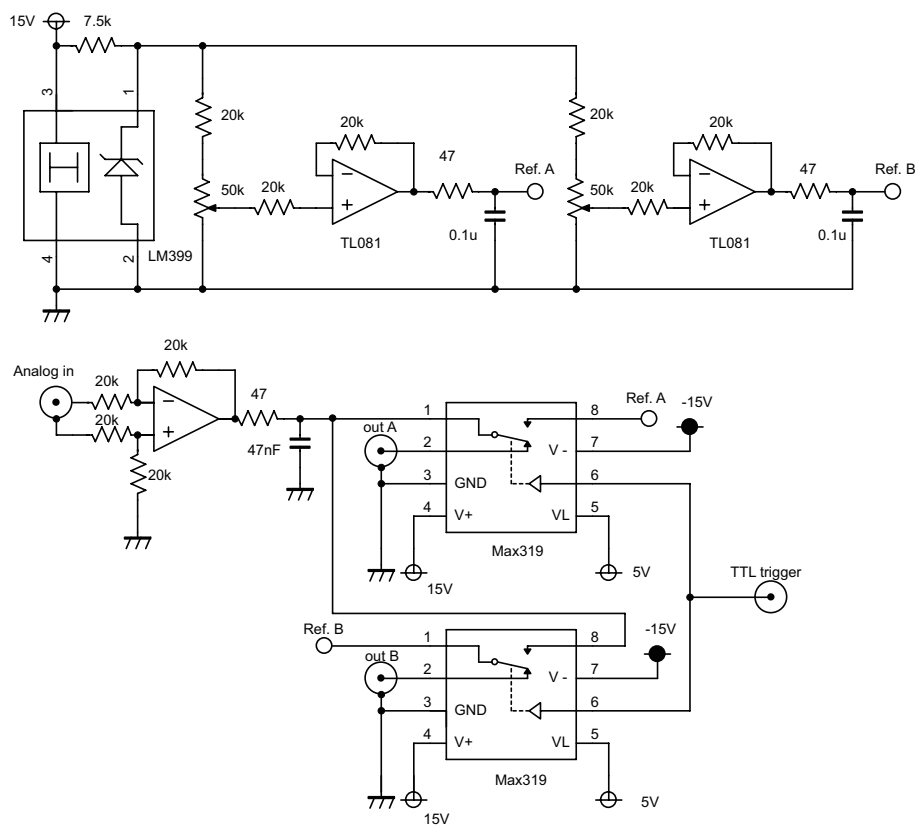 15V
7.5k
3
1
20k
20k
20k
20k
47
Ref. A
47
Ref. B
50k
20k
50k
20k
0.1u
0.1u
TL081
TL081
4
2
LM399
20k
Analog in
20k
47
20k
47nF
20k
1
8
Ref. A
-15V
out A
2
7
V -
3
GND
6
4
V+
VL
5
Max319
15V
5V
TTL trigger
Ref. B
1
8
-15V
out B
2
7
V -
3
GND
6
4
V+
VL
5
Max319
15V
5V